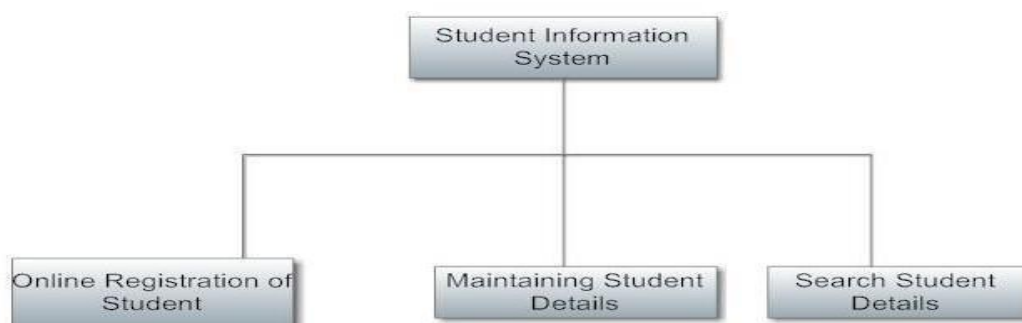 Student Information
System
Online Registration of
Student
Maintaining Student
Details
Search Student
Details